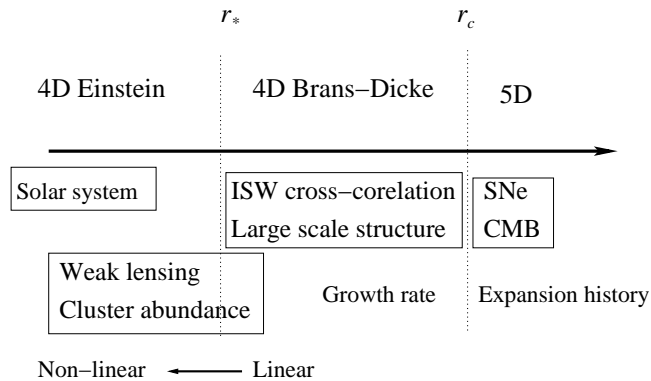 r* rc
4D Einstein 4D Brans−Dicke 5D
Solar system
ISW cross−corelation
Large scale structure
SNe
CMB
Weak lensing
Cluster abundance
Growth rate
Expansion history
Non−linear Linear